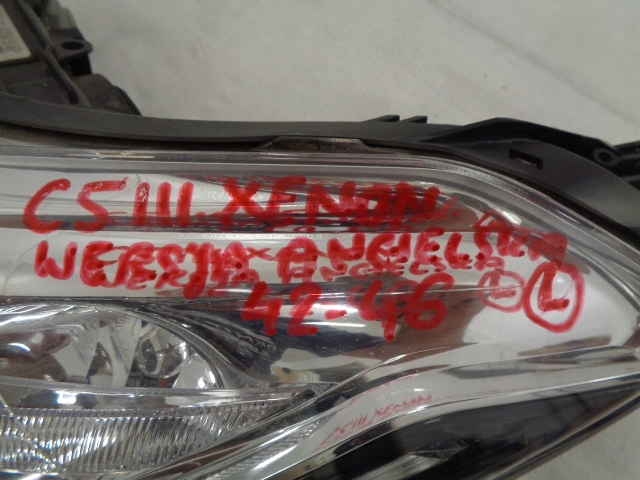 C5 III XENON
WERSJA ANGIELSKA
42-46 L